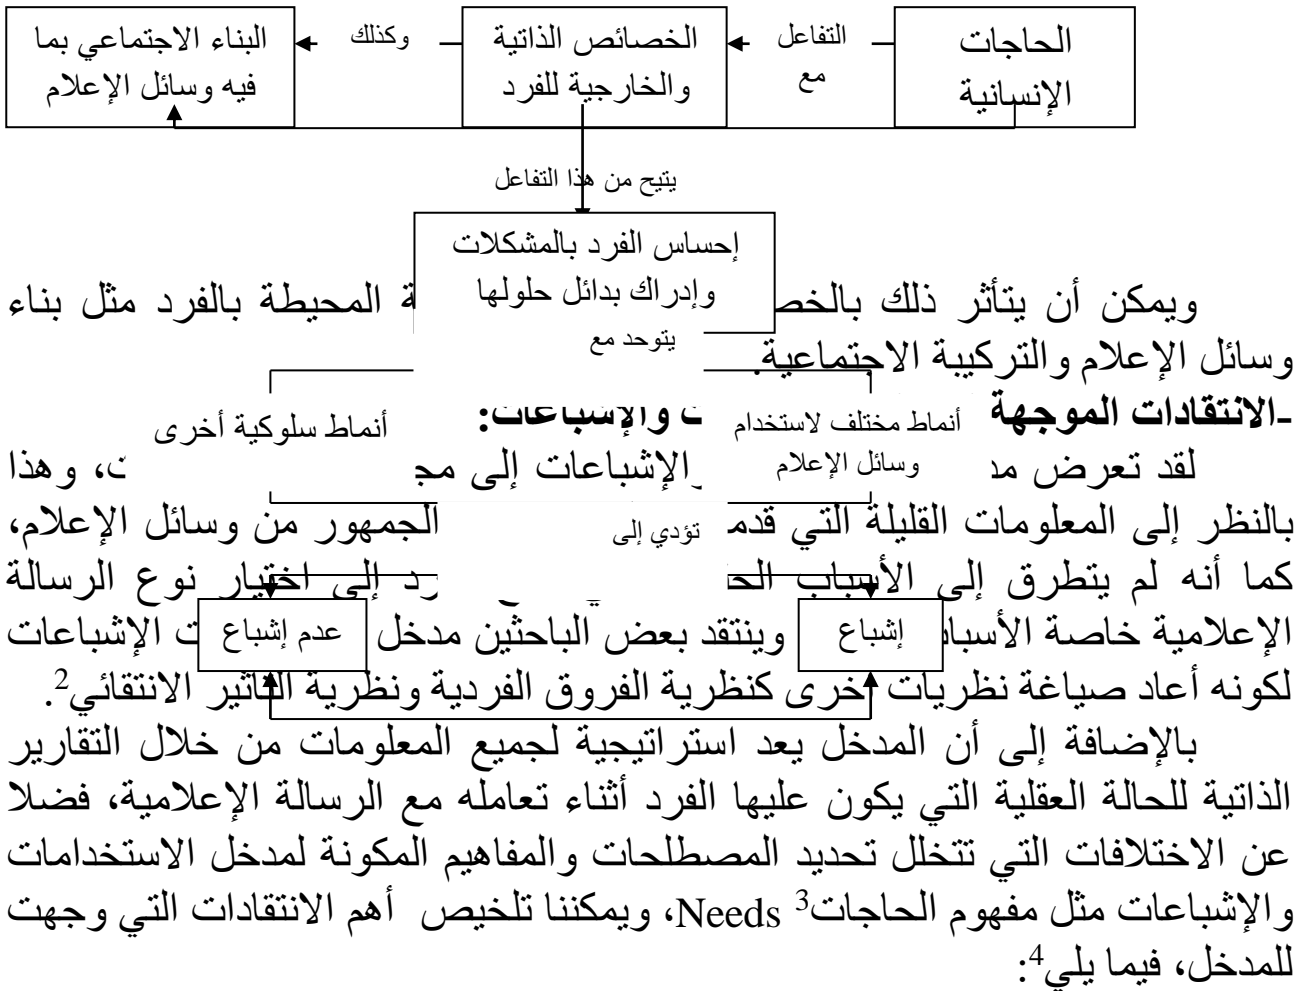 الحاجات
الإنسانية
التفاعل
مع
الخصائص الذاتية
والخارجية للفرد
وكذلك
البناء الاجتماعي بما
فيه وسائل الإعلام
يتيح من هذا التفاعل
إحساس الفرد بالمشكلات
وإدراك بدائل حلولها
يتوحد مع
أنماط مختلف لاستخدام
وسائل الإعلام
أنماط سلوكية أخرى
تؤدي إلى
إشباع
عدم إشباع
ويمكن أن يتأثر ذلك المحيطة بالفرد مثل بناء
وسائل الإعلام والتركيبة الاجتماعية.
-الانتقادات الموجهة والإشباعات:
لقد تعرض الإشباعات إلى وهذا
بالنظر إلى المعلومات القليلة التي الجمهور من وسائل الإعلام،
كما أنه لم يتطرق إلى الأسباب إلى اختيار نوع الرسالة
الإعلامية خاصة وينتقد بعض الباحثين مدخل الإشباعات
لكونه أعاد صياغة نظريات أخرى كنظرية الفروق الفردية ونظرية التأثير الانتقائي2.
بالإضافة إلى أن المدخل يعد استراتيجية لجميع المعلومات من خلال التقارير
الذاتية للحالة العقلية التي يكون عليها الفرد أثناء تعامله مع الرسالة الإعلامية، فضلا
عن الاختلافات التي تتخلل تحديد المصطلحات والمفاهيم المكونة لمدخل الاستخدامات
والإشباعات مثل مفهوم الحاجات3 Needs، ويمكننا تلخيص أهم الانتقادات التي وجهت
للمدخل، فيما يلي4: